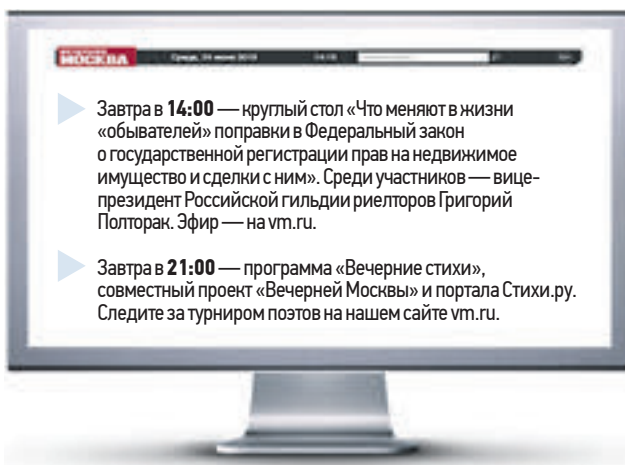 МОСКВА
Завтра в 14:00 — круглый стол «Что меняют в жизни
«обывателей» поправки в Федеральный закон
о государственной регистрации прав на недвижимое
имущество и сделки с ним». Среди участников — вице-
президент Российской гильдии риелторов Григорий
Полторак. Эфир — на vm.ru.
Завтра в 21:00 — программа «Вечерние стихи»,
совместный проект «Вечерней Москвы» и портала Стихи.ру.
Следите за турниром поэтов на нашем сайте vm.ru.